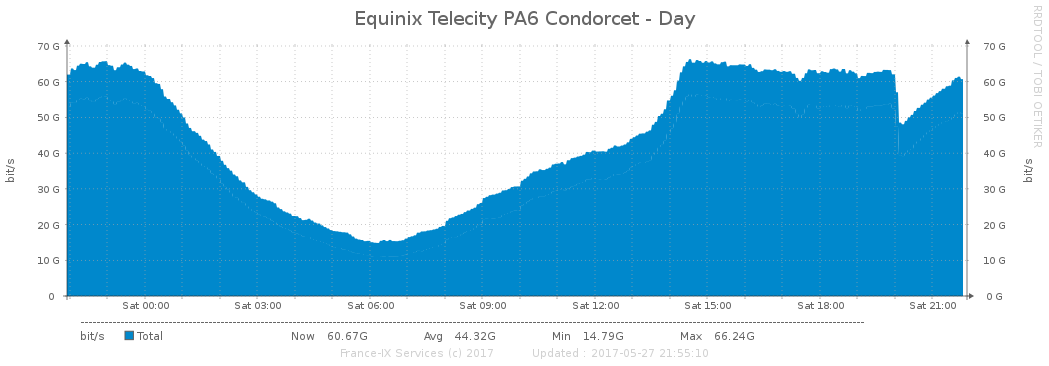 Equinix Telecity PA6 Condorcet - Day
RRDTOOL / TOBI OETIKER
70 G 70 G
60 G 60 G
50 G 50 G
40 G 40 G
30 G 30 G
20 G 20 G
10 G 10 G
0 0 G
bit/s bit/s
Sat 00:00 Sat 03:00 Sat 06:00 Sat 09:00 Sat 12:00 Sat 15:00 Sat 18:00 Sat 21:00
bit/s Total Now 60.67G Avg 44.32G Min 14.79G Max 66.24G
France-IX Services (c) 2017 Updated : 2017-05-27 21:55:10